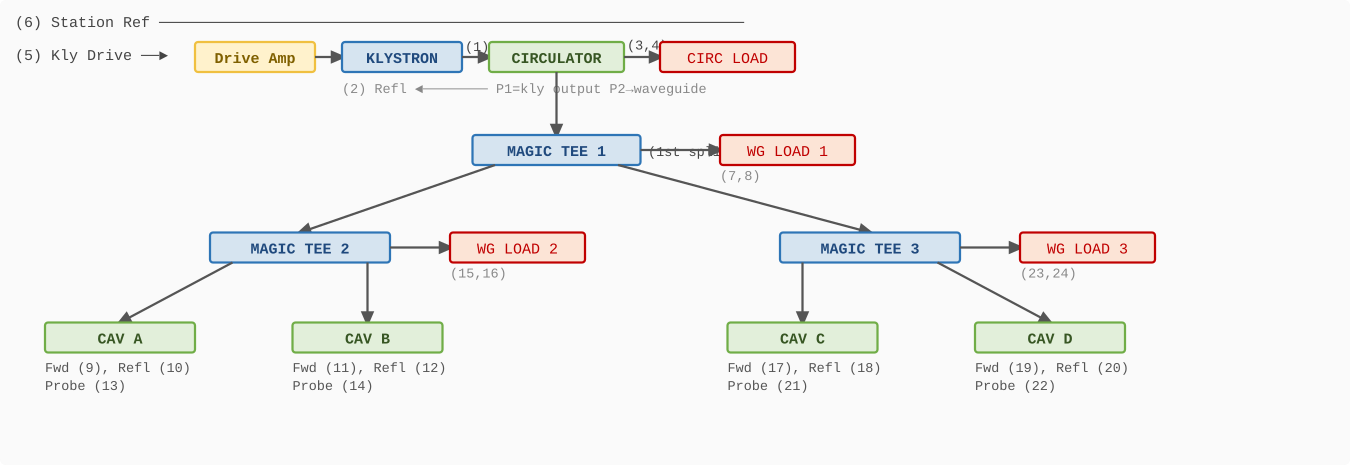 (6) Station Ref
(5) Kly Drive
Drive Amp
KLYSTRON
(1)
CIRCULATOR
(3,4)
CIRC LOAD
(2) Refl
P1=kly output P2→waveguide
MAGIC TEE 1
(1st
WG LOAD 1
(7,8)
MAGIC TEE 2
WG LOAD 2
(15,16)
MAGIC TEE 3
WG LOAD 3
(23,24)
CAV A
CAV B
CAV C
CAV D
Fwd (9), Refl (10)
Probe (13)
Fwd (11), Refl (12)
Probe (14)
Fwd (17), Refl (18)
Probe (21)
Fwd (19), Refl (20)
Probe (22)